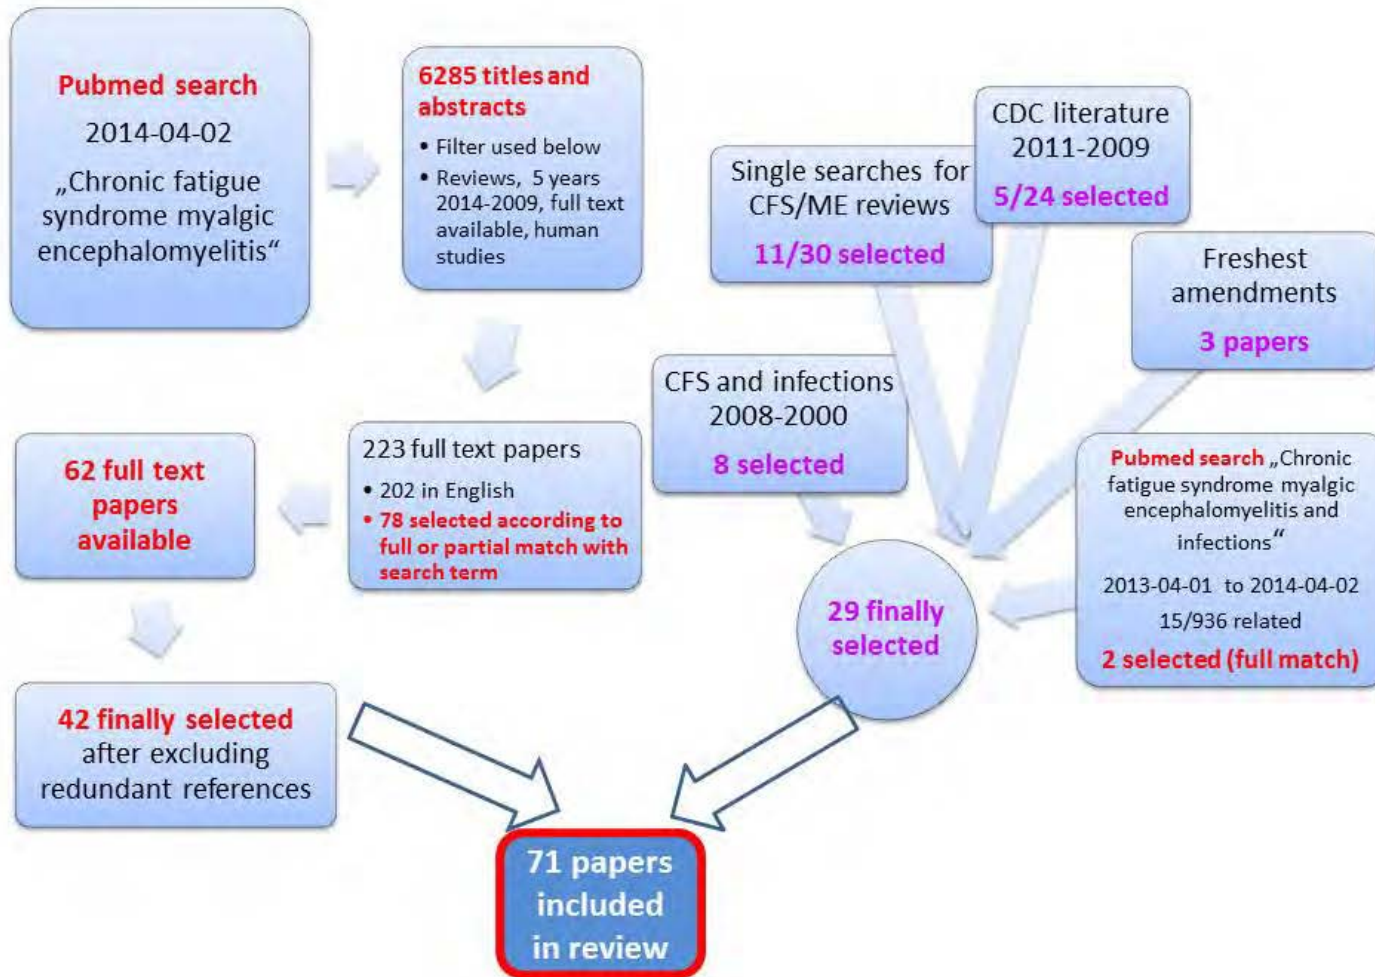 Pubmed search
2014-04-02
„Chronic fatigue
syndrome myalgic
encephalomyelitis“
6285 titles and
abstracts
• Filter used below
• Reviews, 5 years
2014-2009, full text
available, human
studies
223 full text papers
• 202 in English
• 78 selected according to
full or partial match with
search term
62 full text
papers
available
42 finally selected
after excluding
redundant references
CFS and infections
2008-2000
8 selected
Single searches for
CFS/ME reviews
11/30 selected
CDC literature
2011-2009
5/24 selected
Freshest
amendments
3 papers
Pubmed search „Chronic
fatigue syndrome myalgic
encephalomyelitis and
infections“
2013-04-01 to 2014-04-02
15/936 related
2 selected (full match)
29 finally
selected
71 papers
included
in review